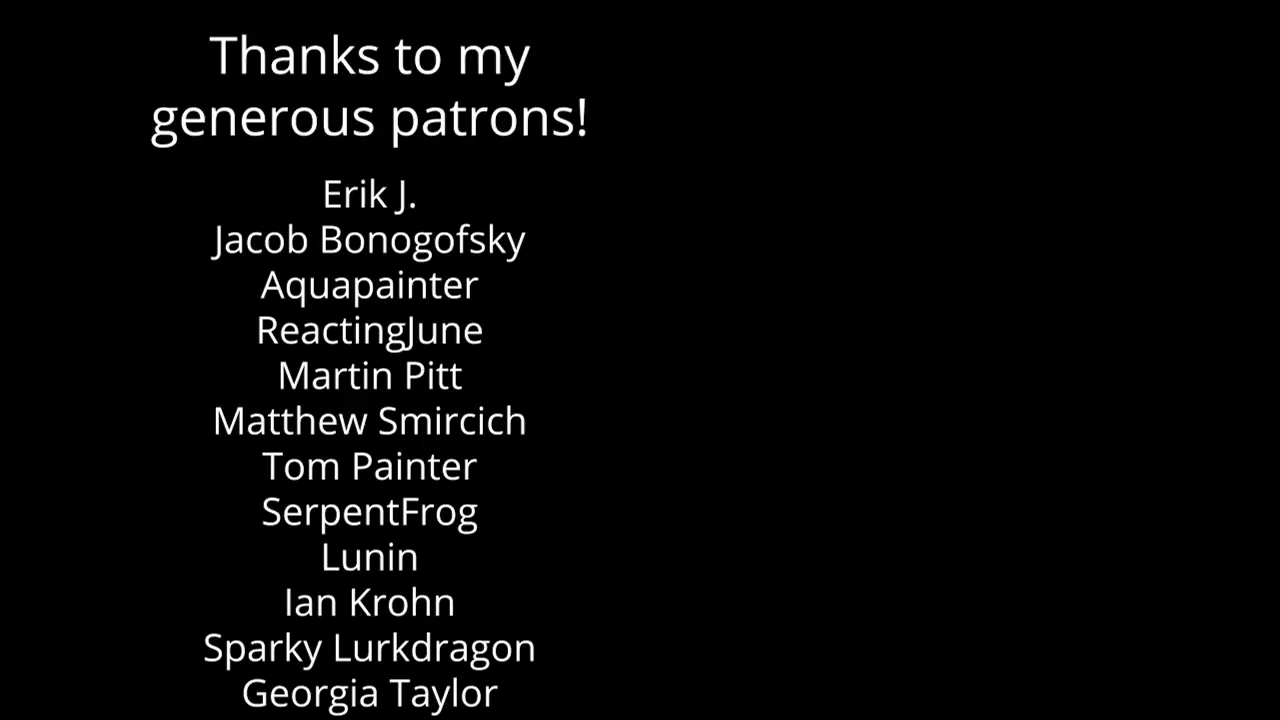 Thanks to my
generous patrons!
Erik J.
Jacob Bonogofsky
Aquapainter
ReactingJune
Martin Pitt
Matthew Smircich
Tom Painter
SerpentFrog
Lunin
Ian Krohn
Sparky Lurkdragon
Georgia Taylor